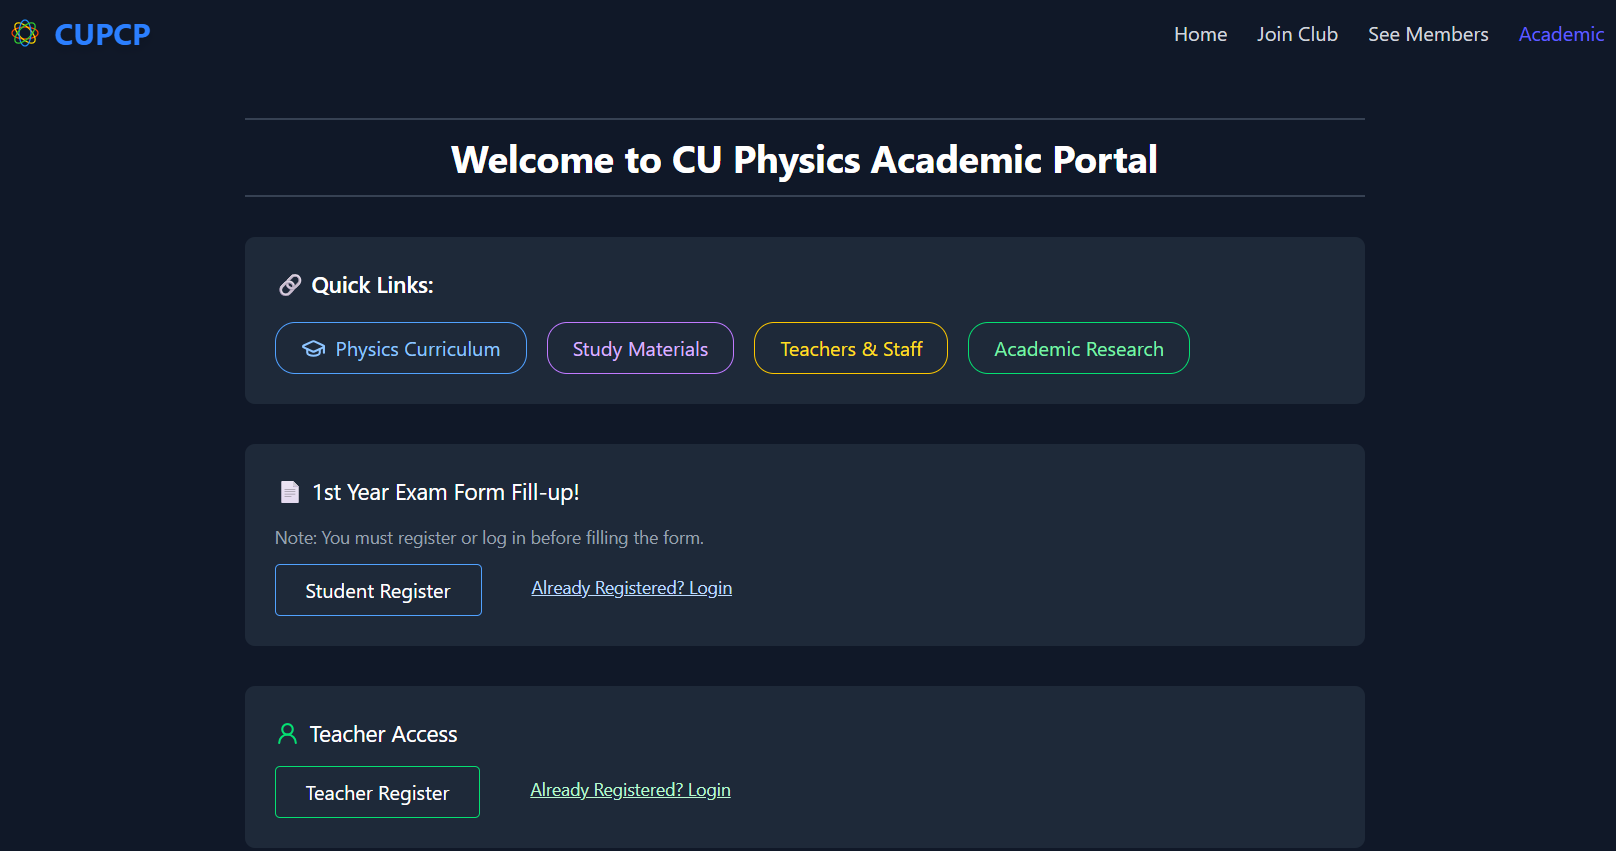 CUPCP
Home Join Club See Members Academic
Welcome to CU Physics Academic Portal
Quick Links:
Physics Curriculum Study Materials Teachers & Staff Academic Research
1st Year Exam Form Fill-up!
Note: You must register or log in before filling the form.
Student Register Already Registered? Login
Teacher Access
Teacher Register Already Registered? Login